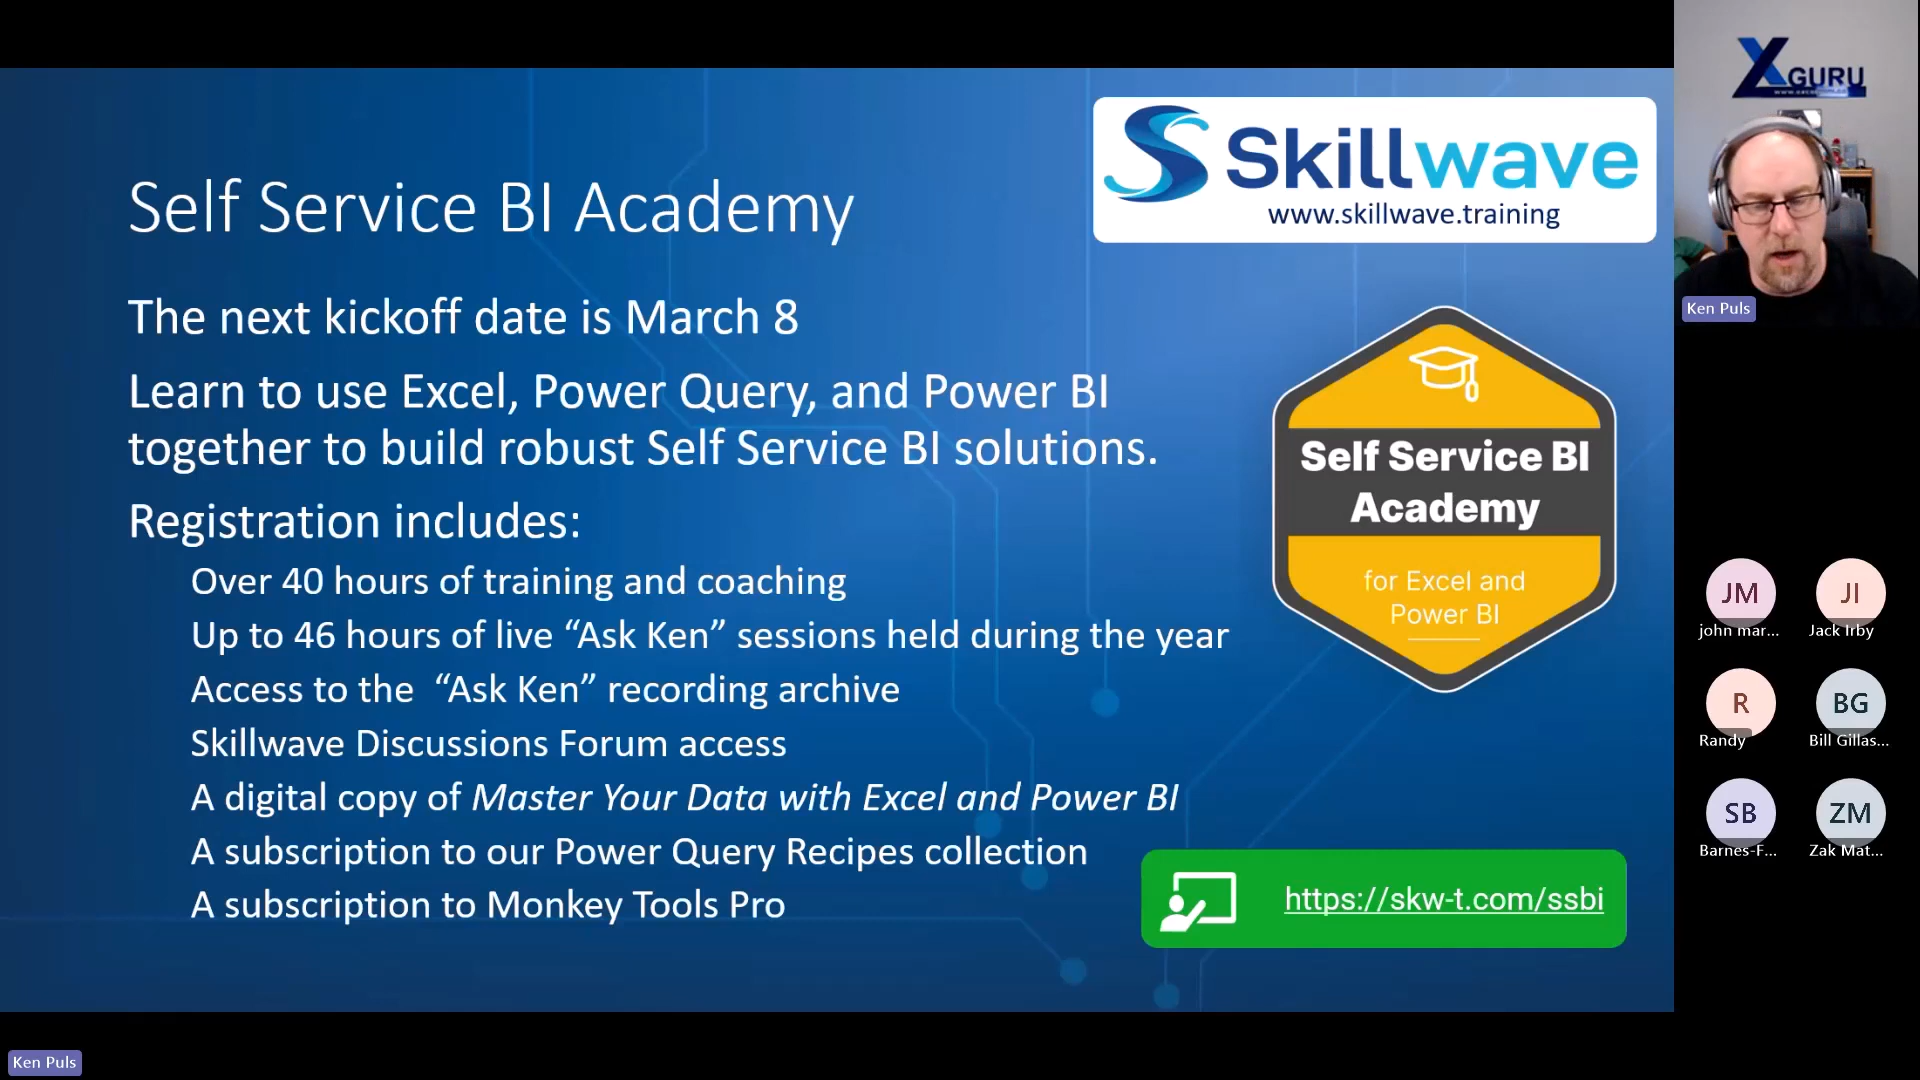 Self Service BI Academy
Skillwave
www.skillwave.training
The next kickoff date is March 8
Learn to use Excel, Power Query, and Power BI
together to build robust Self Service BI solutions.
Registration includes:
Over 40 hours of training and coaching
Up to 46 hours of live “Ask Ken” sessions held during the year
Access to the “Ask Ken” recording archive
Skillwave Discussions Forum access
A digital copy of Master Your Data with Excel and Power BI
A subscription to our Power Query Recipes collection
A subscription to Monkey Tools Pro
Self Service BI
Academy
for Excel and
Power BI
https://skw-t.com/ssbi
XLGURU
Ken Puls
JM
john mar...
JI
Jack Irby
R
Randy
BG
Bill Gillas...
SB
Barnes-F...
ZM
Zak Mat...
Ken Puls